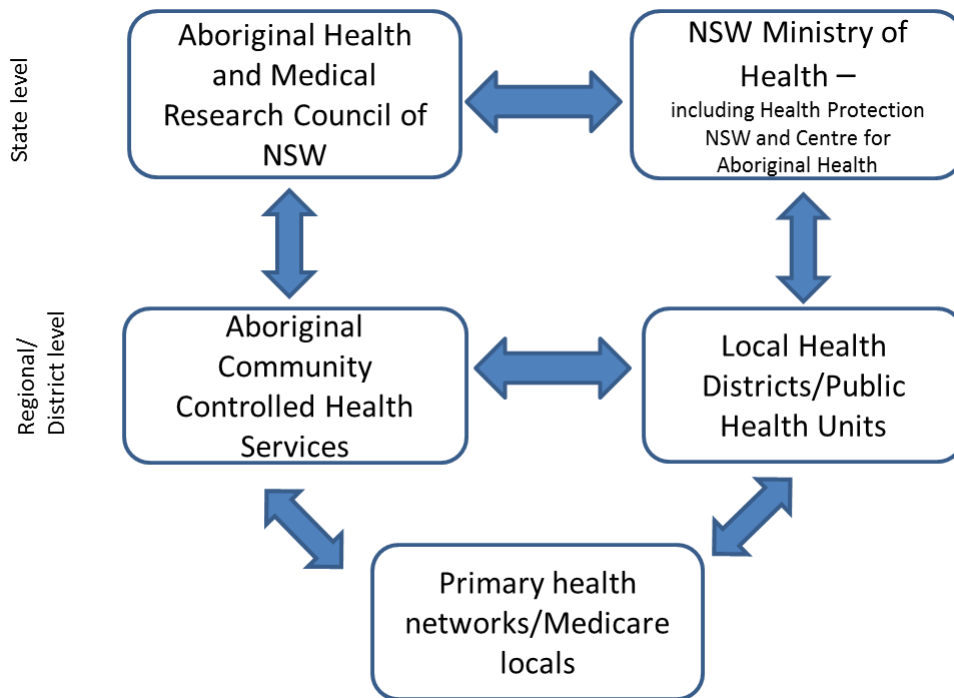 State level
Aboriginal Health
and Medical
Research Council of
NSW
NSW Ministry of
Health –
including Health Protection
NSW and Centre for
Aboriginal Health
Regional/
District level
Aboriginal
Community
Controlled Health
Services
Local Health
Districts/Public
Health Units
Primary health
networks/Medicare
locals